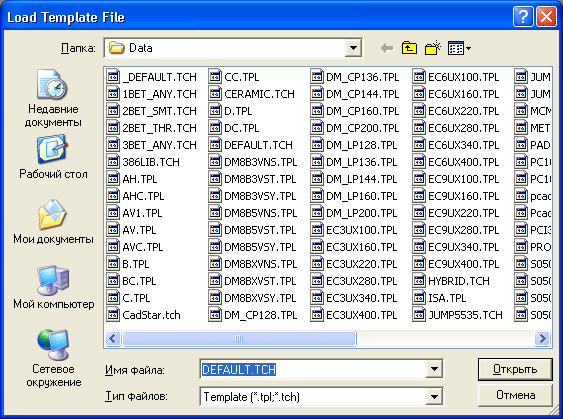 Load Template File
Папка:
Data
Недавние
документы
Рабочий стол
Мои документы
Мой компьютер
Сетевое
окружение
_DEFAULT.TCH
1BET_ANY.TCH
2BET_SMT.TCH
2BET_THR.TCH
3BET_ANY.TCH
386LIB.TCH
AH.TPL
AHC.TPL
AV1.TPL
AV.TPL
AVC.TPL
B.TPL
BC.TPL
C.TPL
CadStar.tch
CC.TPL
CERAMIC.TCH
D.TPL
DC.TPL
DEFAULT.TCH
DM8B3VNS.TPL
DM8B3VST.TPL
DM8B3VSY.TPL
DM8B5VNS.TPL
DM8B5VST.TPL
DM8B5VSY.TPL
DM8BXVNS.TPL
DM8BXVST.TPL
DM8BXVSY.TPL
DM_CP128.TPL
DM_CP136.TPL
DM_CP144.TPL
DM_CP160.TPL
DM_CP200.TPL
DM_LP128.TPL
DM_LP136.TPL
DM_LP144.TPL
DM_LP160.TPL
DM_LP200.TPL
EC3UX100.TPL
EC3UX160.TPL
EC3UX220.TPL
EC3UX280.TPL
EC3UX340.TPL
EC3UX400.TPL
EC6UX100.TPL
EC6UX160.TPL
EC6UX220.TPL
EC6UX280.TPL
EC6UX340.TPL
EC6UX400.TPL
EC9UX100.TPL
EC9UX160.TPL
EC9UX220.TPL
EC9UX280.TPL
EC9UX340.TPL
EC9UX400.TPL
HYBRID.TCH
ISA.TPL
JUMP5535.TCH
JUM
JUM
MCM
MET
PAD
PC10
PC10
pcad
Pcad
PCI3
PRO
S050
S050
S050
S050
Имя файла:
DEFAULT.TCH
Открыть
Тип файлов:
Template (*.tpl;*.tch)
Отмена